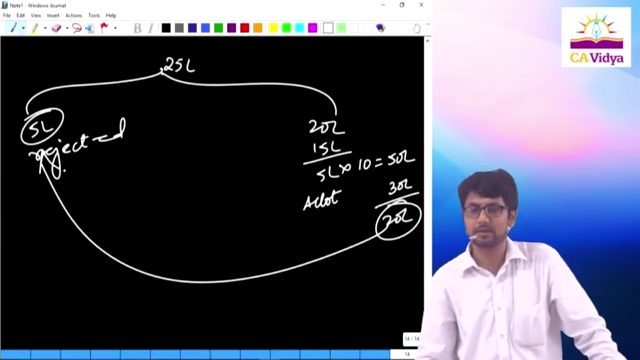 Note1 - Windows Journal
File Edit View Insert Actions Tools Help
CA Vidya
25L
5L
rejected
20L
15L
5L × 10 = 50L
Allot
30L
20L
14 / 14
14